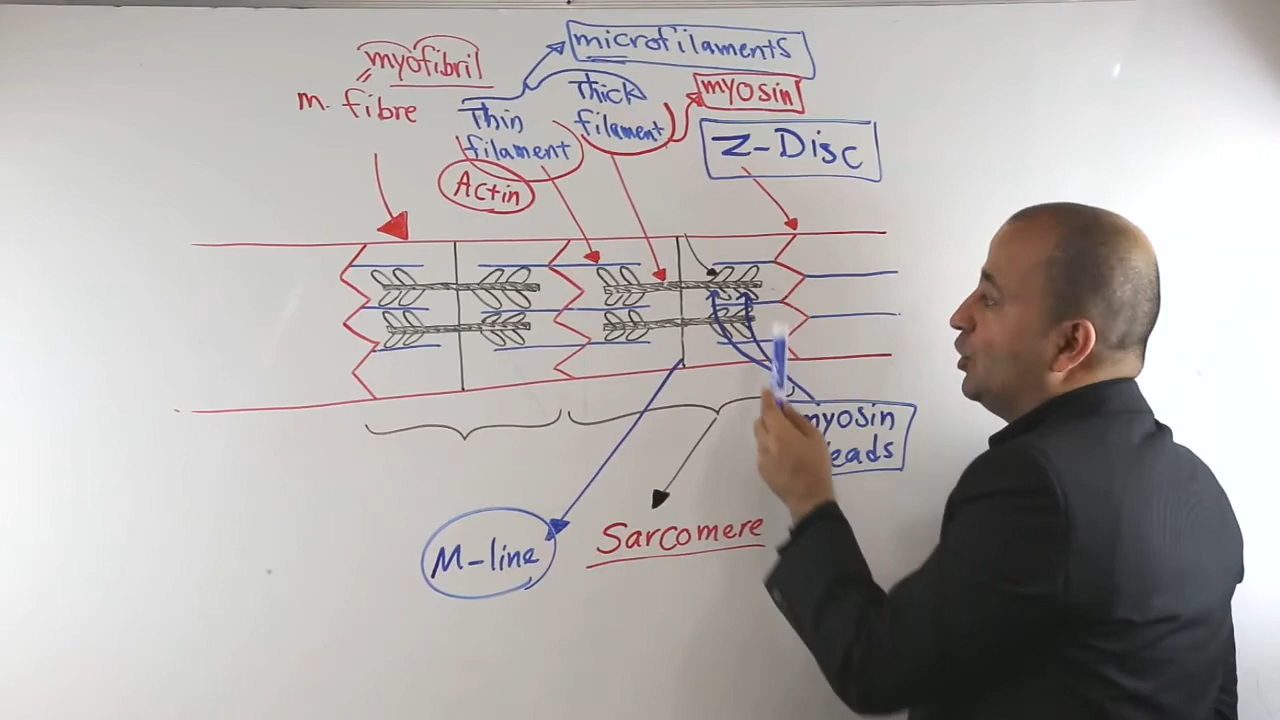 myofibril
m. fibre
microfilaments
Thin
filament
Actin
Thick
filament
myosin
Z-Disc
myosin
M-line
Sarcomere